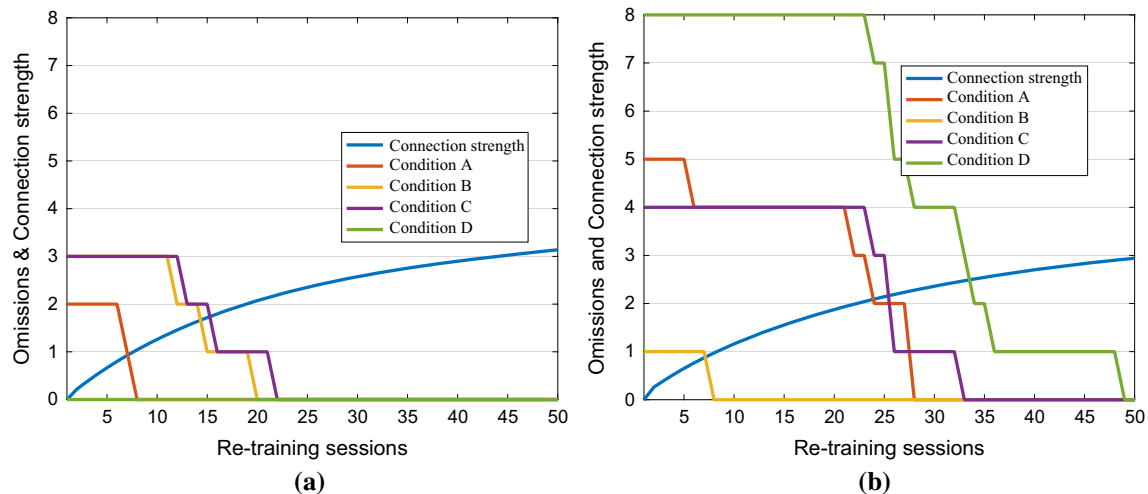 8
7
6
5
4
3
2
1
0
Omissions & Connection strength
Connection strength
Condition A
Condition B
Condition C
Condition D
5 10 15 20 25 30 35 40 45 50
Re-training sessions
(a)
8
7
6
5
4
3
2
1
0
Omissions and Connection strength
Connection strength
Condition A
Condition B
Condition C
Condition D
5 10 15 20 25 30 35 40 45 50
Re-training sessions
(b)